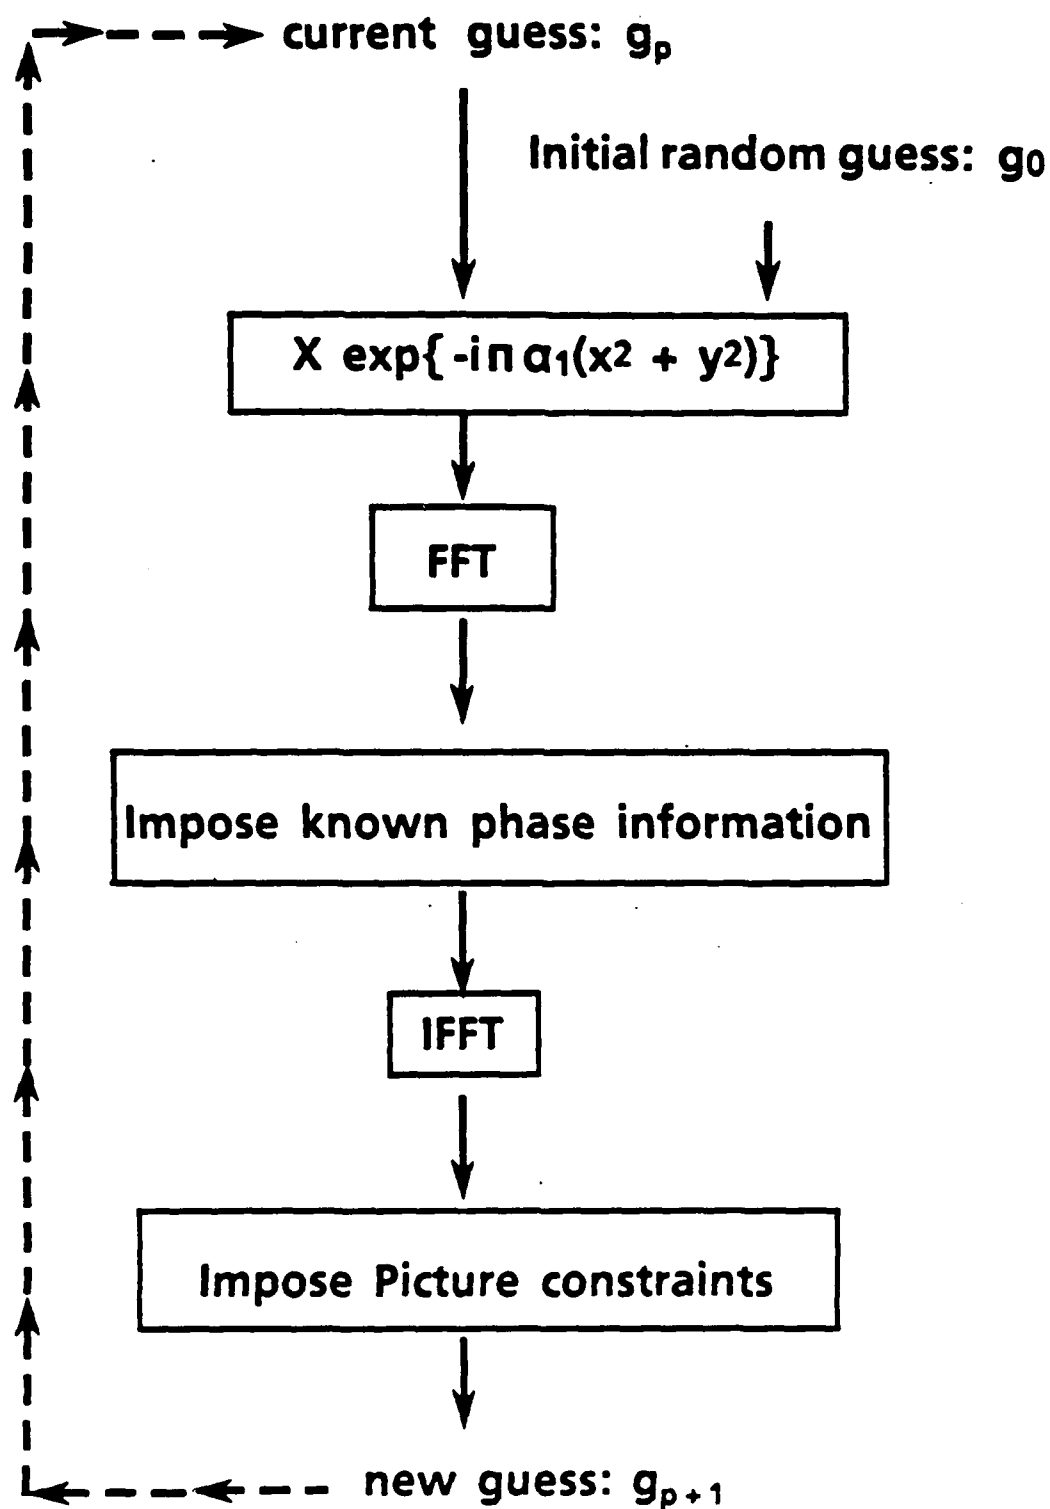 current guess: gₚ
Initial random guess: g0
X exp{-iπα₁(x2 + y2)}
FFT
Impose known phase information
IFFT
Impose Picture constraints
new guess: gₚ₊₁